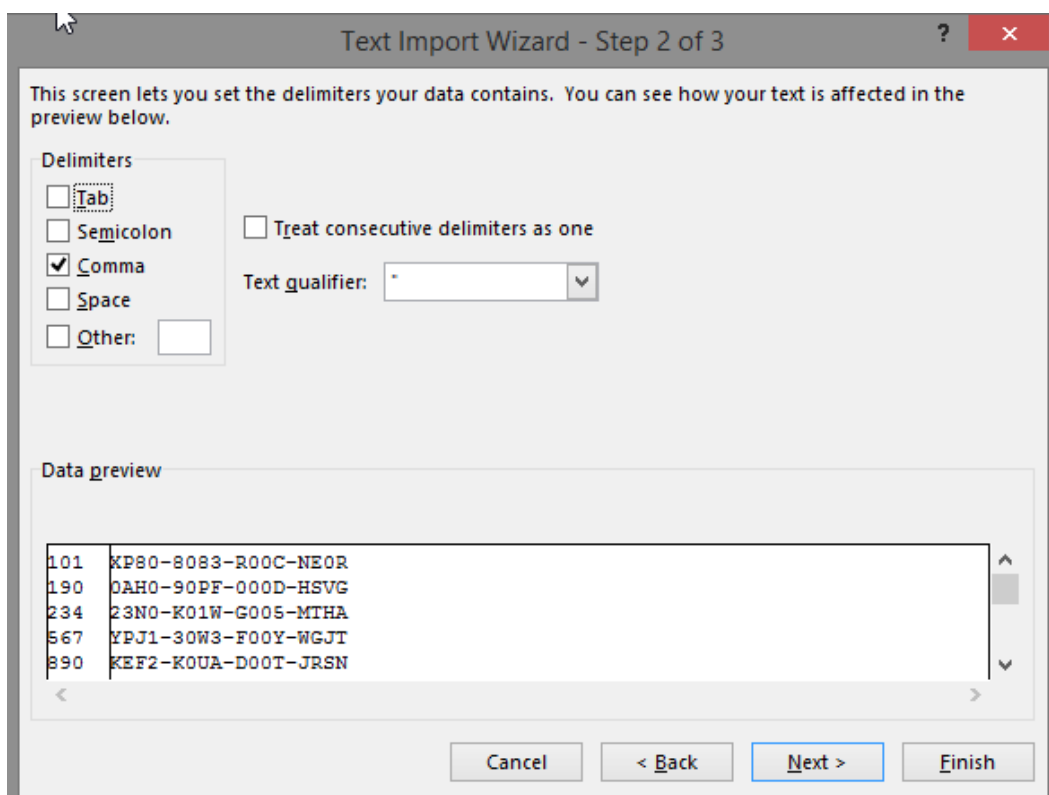 Text Import Wizard - Step 2 of 3
?
This screen lets you set the delimiters your data contains. You can see how your text is affected in the
preview below.
Delimiters
Tab
Semicolon
Treat consecutive delimiters as one
Comma
Text qualifier: "
Space
Other:
Data preview
101 XP80-8083-R00C-NE0R
190 0AH0-90PF-000D-HSVG
234 23N0-K01W-G005-MTHA
567 YPJ1-30W3-F00Y-WGJT
890 KEF2-K0UA-D00T-JRSN
Cancel < Back Next > Finish